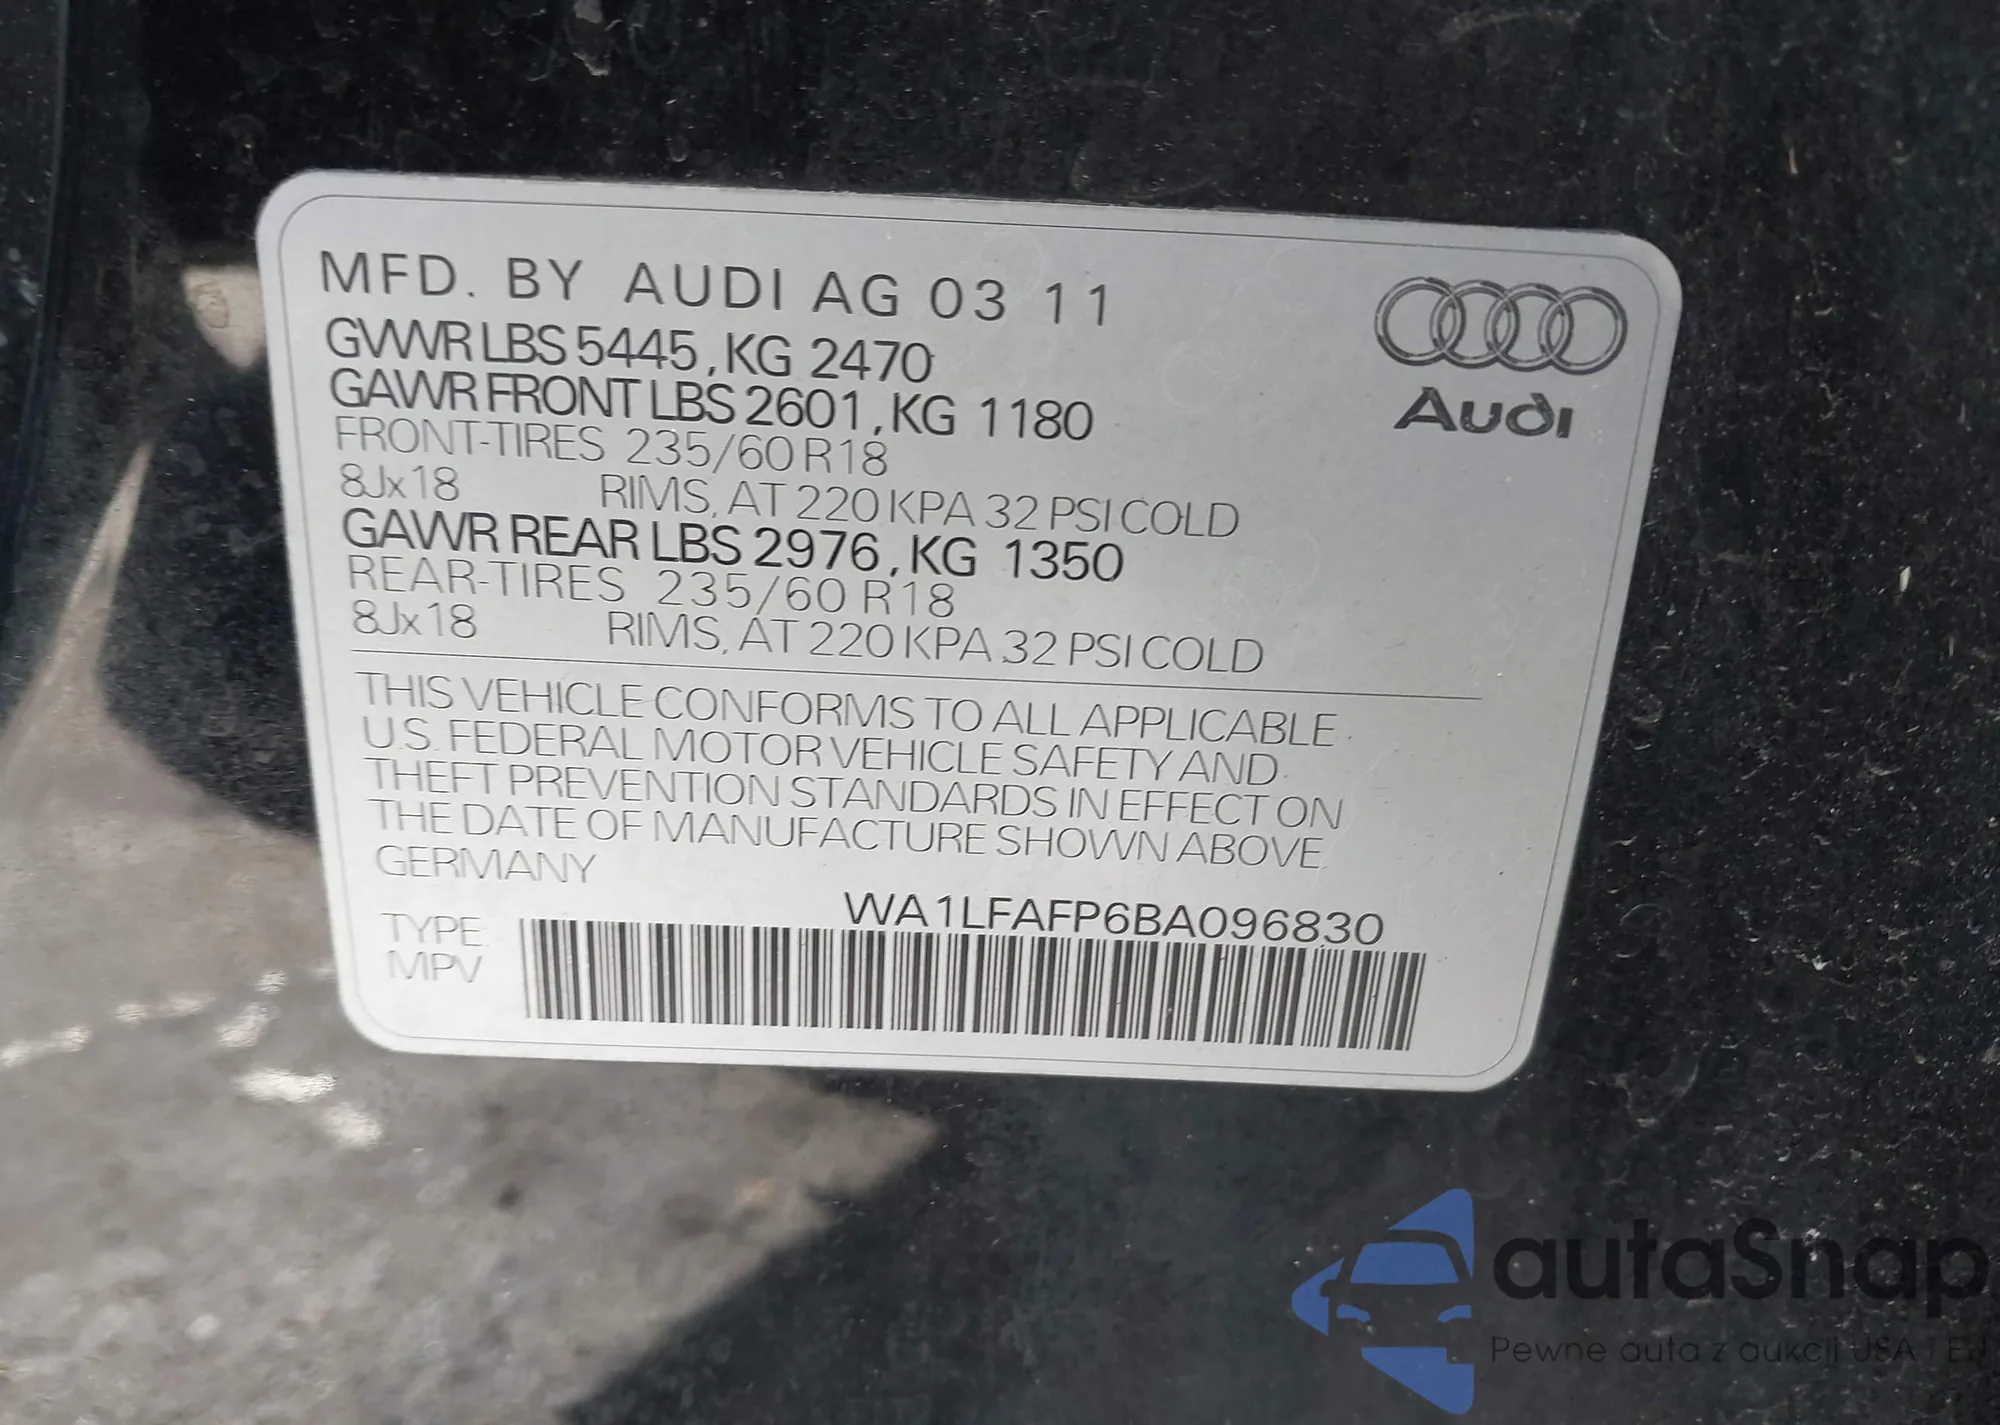 MFD. BY AUDI AG 03 11
GVWR LBS 5445, KG 2470
GAWR FRONT LBS 2601, KG 1180
FRONT-TIRES 235/60 R18
8Jx18 RIMS, AT 220 KPA 32 PSI COLD
GAWR REAR LBS 2976, KG 1350
REAR-TIRES 235/60 R18
8Jx18 RIMS, AT 220 KPA 32 PSI COLD
Audi
THIS VEHICLE CONFORMS TO ALL APPLICABLE
U.S. FEDERAL MOTOR VEHICLE SAFETY AND
THEFT PREVENTION STANDARDS IN EFFECT ON
THE DATE OF MANUFACTURE SHOWN ABOVE.
GERMANY
WA1LFAFP6BA096830
TYPE:
MPV
autaSnap
Pewne auta z aukcji USA i EU